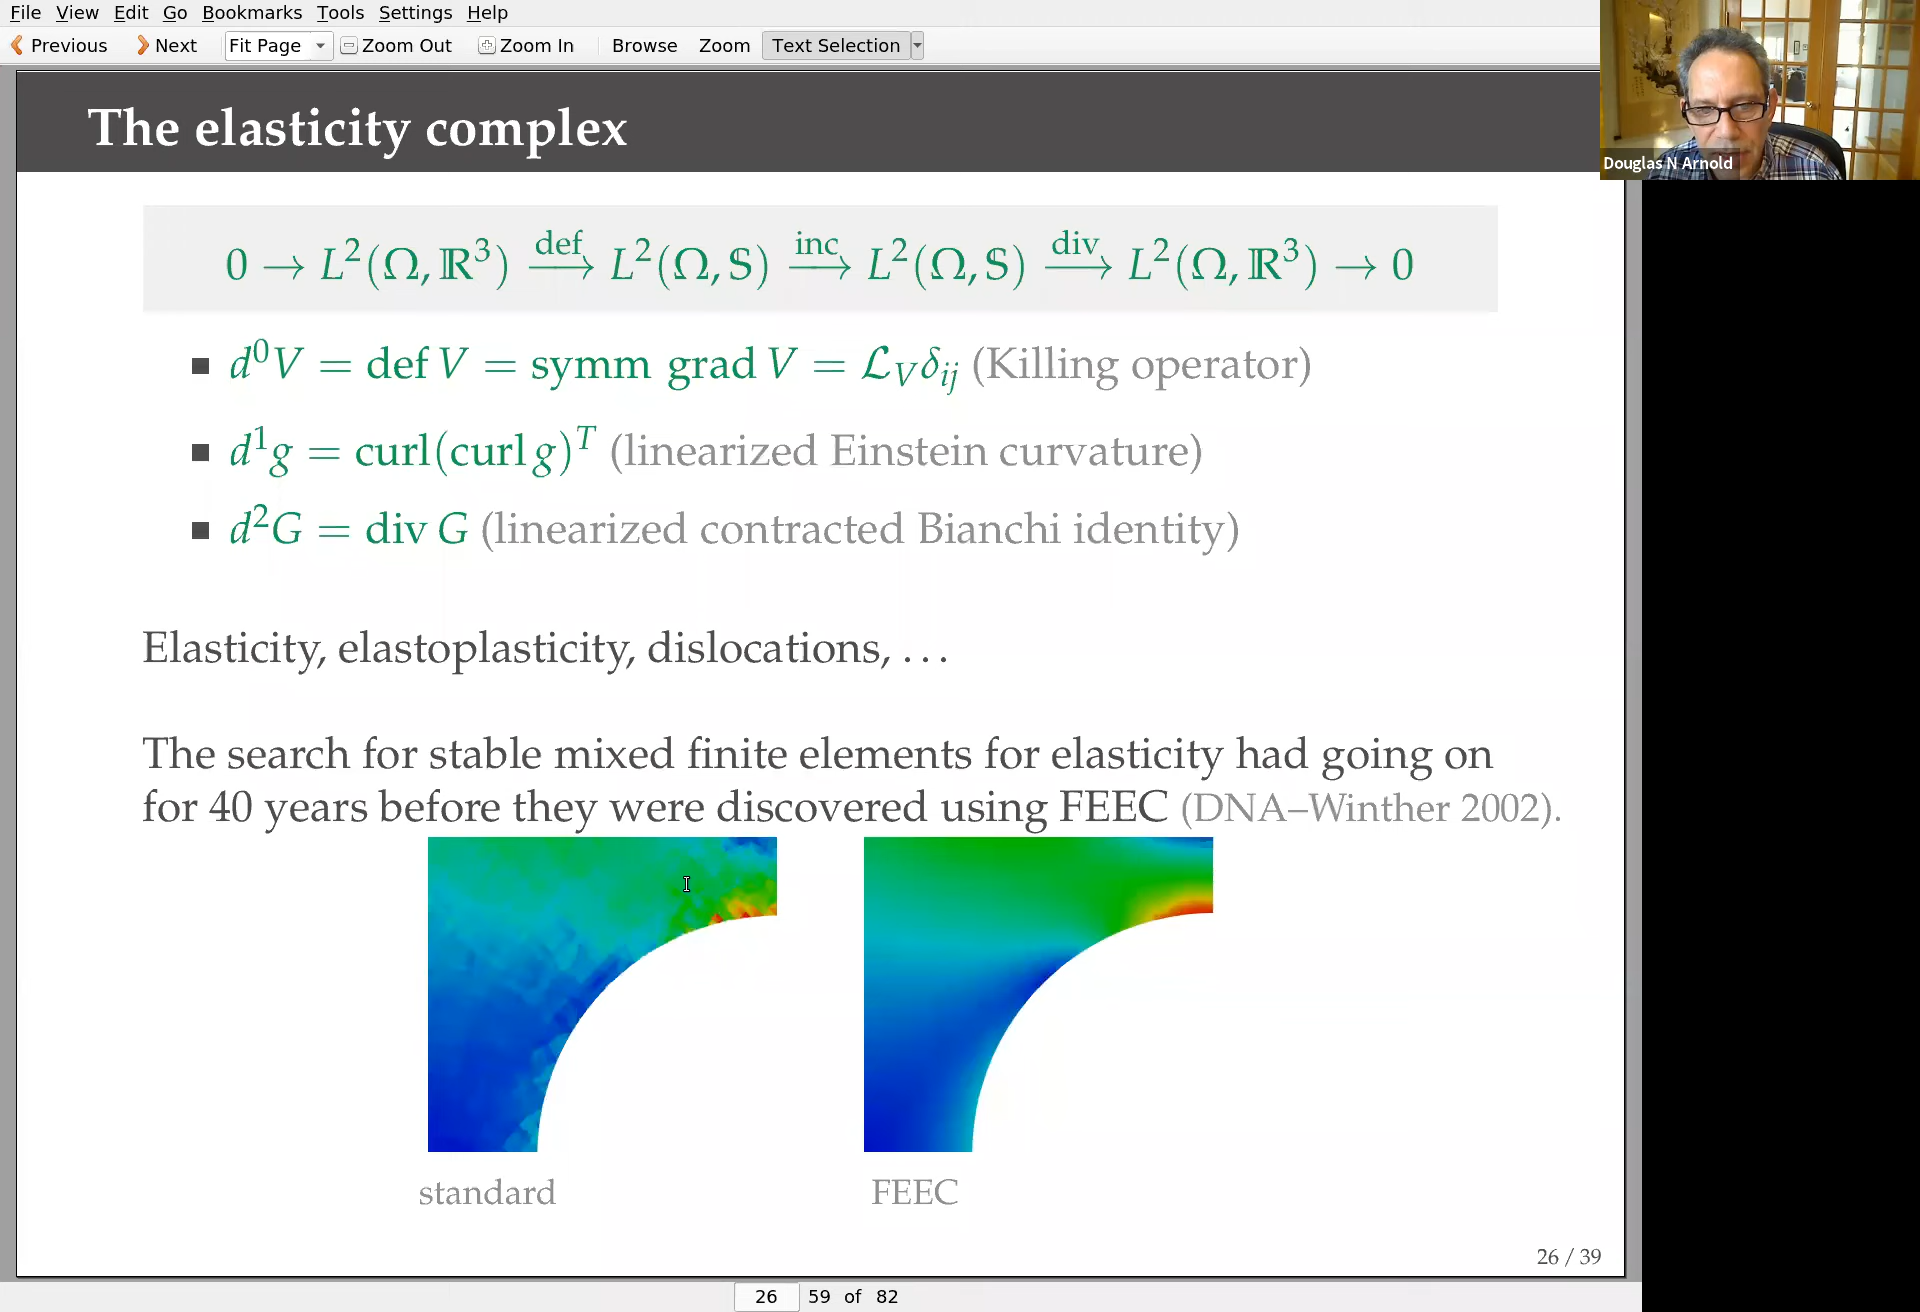 File View Edit Go Bookmarks Tools Settings Help
Previous Next Fit Page Zoom Out Zoom In Browse Zoom Text Selection
Douglas N Arnold
The elasticity complex
0 → L²(Ω, ℝ³) def⟶ L²(Ω, 𝕊) inc⟶ L²(Ω, 𝕊) div⟶ L²(Ω, ℝ³) → 0
■ d⁰V = def V = symm grad V = ℒ_V δ_ij (Killing operator)
■ d¹g = curl(curl g)ᵀ (linearized Einstein curvature)
■ d²G = div G (linearized contracted Bianchi identity)
Elasticity, elastoplasticity, dislocations, . . .
The search for stable mixed finite elements for elasticity had going on
for 40 years before they were discovered using FEEC (DNA–Winther 2002).
standard FEEC
26 / 39
26 59 of 82